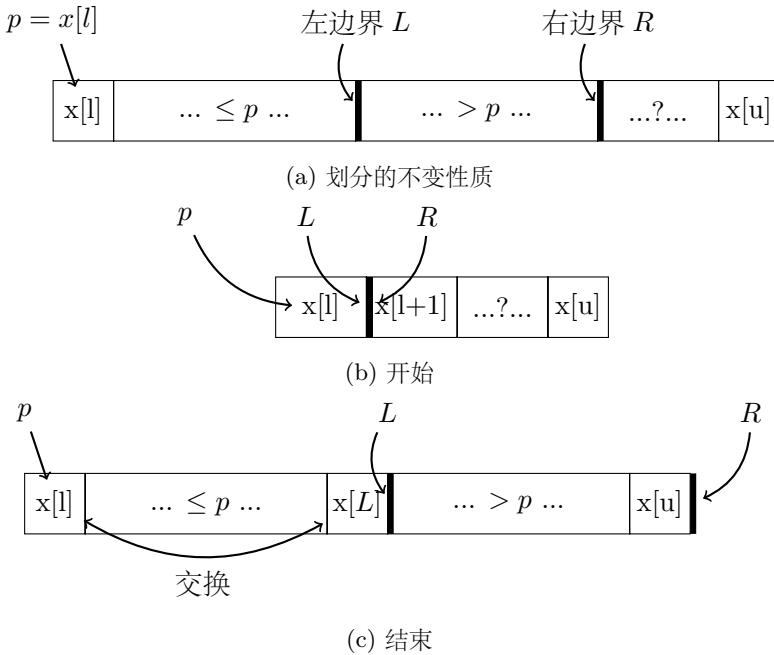 p = x[l] 左边界 L 右边界 R
x[l] ... ≤ p ... ... > p ... ...?... x[u]
(a) 划分的不变性质
p L R
x[l] x[l+1] ...?... x[u]
(b) 开始
p L R
x[l] ... ≤ p ... x[L] ... > p ... x[u]
交换
(c) 结束